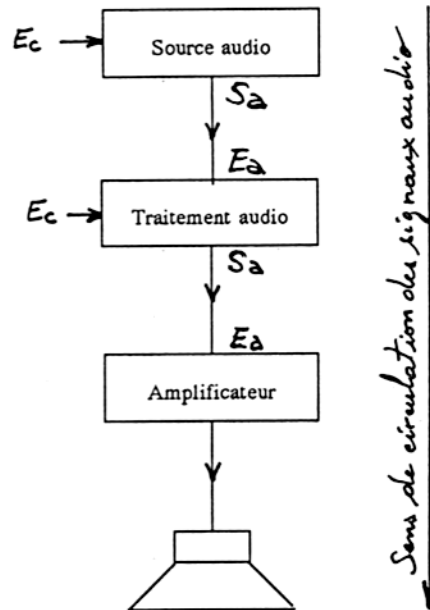 Ec
Source audio
Sa
Ea
Ec
Traitement audio
Sa
Ea
Amplificateur
Sens de circulation des signaux audio